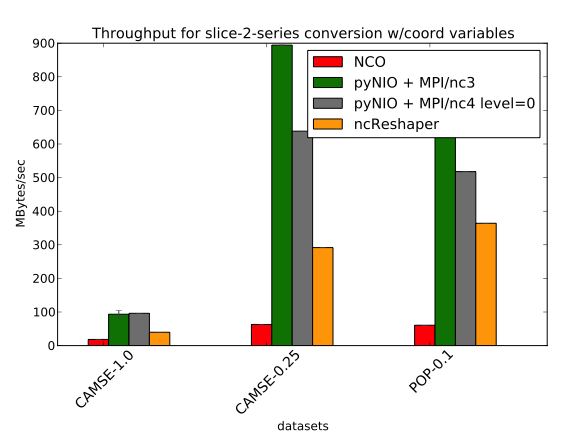 Throughput for slice-2-series conversion w/coord variables
900
800
700
600
500
400
300
200
100
0
MBytes/sec
NCO
pyNIO + MPI/nc3
pyNIO + MPI/nc4 level=0
ncReshaper
CAMSE-1.0
CAMSE-0.25
POP-0.1
datasets